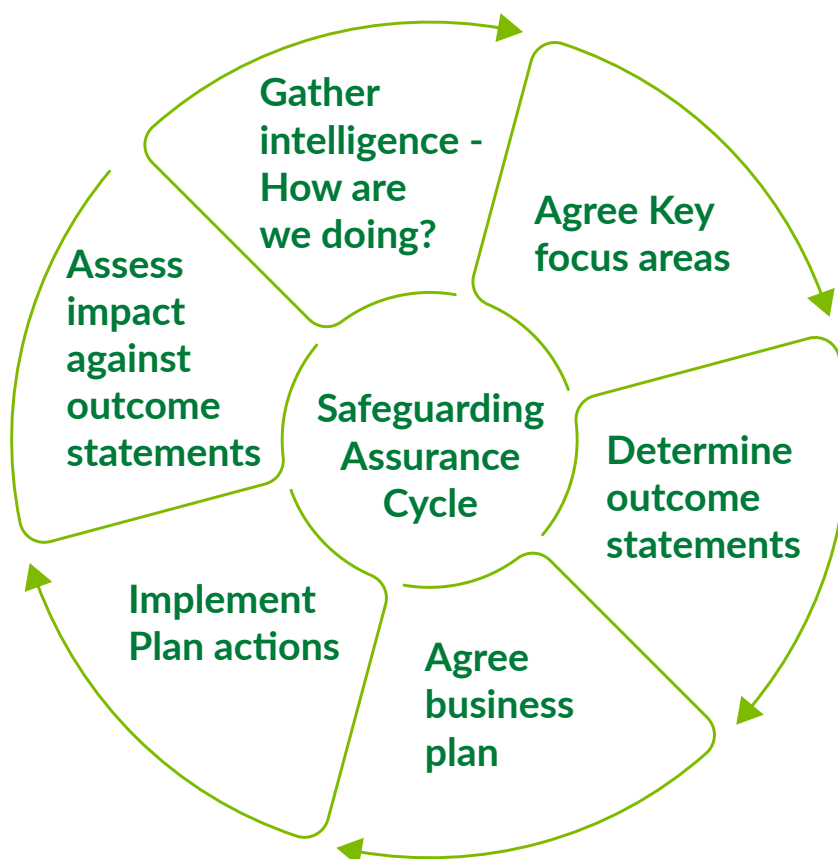 Gather
intelligence -
How are
we doing?
Agree Key
focus areas
Determine
outcome
statements
Agree
business
plan
Implement
Plan actions
Assess
impact
against
outcome
statements
Safeguarding
Assurance
Cycle